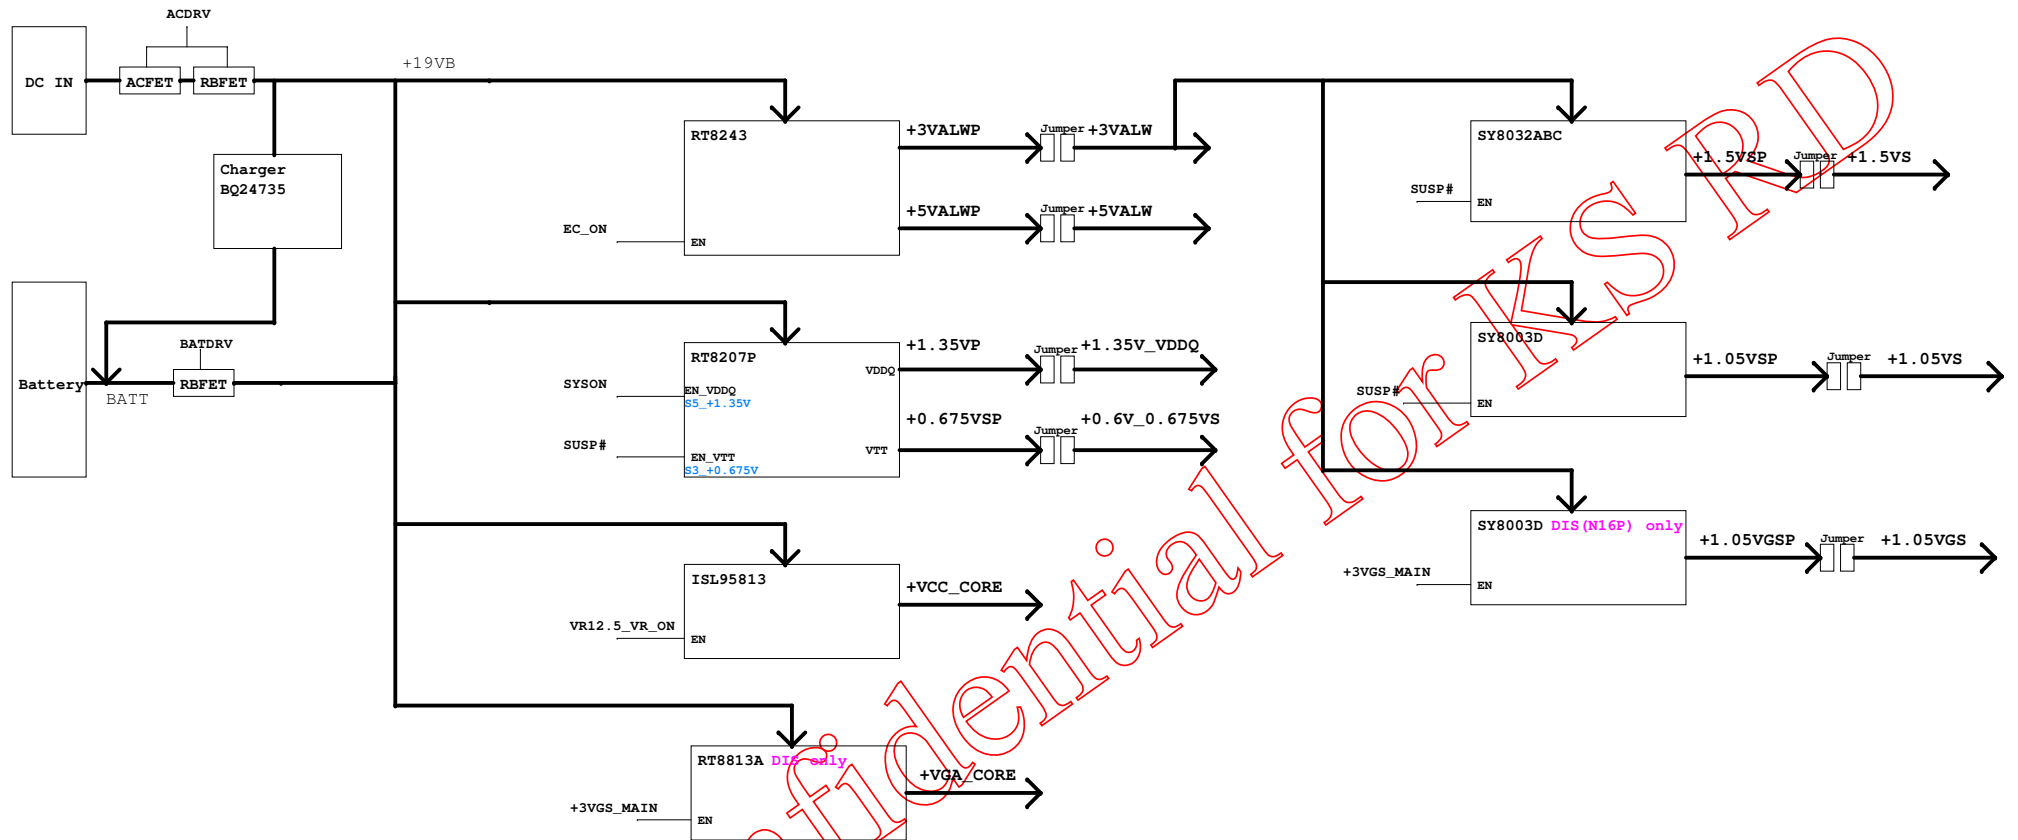 ACDRV
DC IN
ACFET
RBFET
+19VB
Charger
BQ24735
Battery
BATT
BATDRV
RBFET
RT8243
EC_ON
EN
+3VALWP
Jumper
+3VALW
+5VALWP
Jumper
+5VALW
RT8207P
SYSON
EN_VDDQ
S5_+1.35V
SUSP#
EN_VTT
S3_+0.675V
VDDQ
VTT
+1.35VP
Jumper
+1.35V_VDDQ
+0.675VSP
Jumper
+0.6V_0.675VS
ISL95813
VR12.5_VR_ON
EN
+VCC_CORE
RT8813A DIS only
+3VGS_MAIN
EN
+VGA_CORE
SY8032ABC
SUSP#
EN
+1.5VSP
Jumper
+1.5VS
SY8003D
SUSP#
EN
+1.05VSP
Jumper
+1.05VS
SY8003D DIS(N16P) only
+3VGS_MAIN
EN
+1.05VGSP
Jumper
+1.05VGS
fidential for KS RD